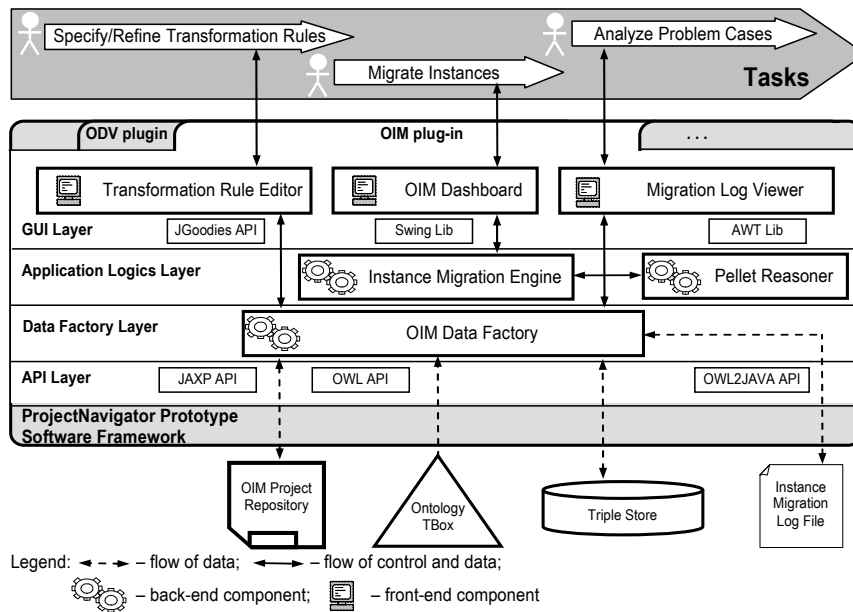 Specify/Refine Transformation Rules
Analyze Problem Cases
Migrate Instances
Tasks
ODV plugin
OIM plug-in
. . .
Transformation Rule Editor
OIM Dashboard
Migration Log Viewer
GUI Layer
JGoodies API
Swing Lib
AWT Lib
Application Logics Layer
Instance Migration Engine
Pellet Reasoner
Data Factory Layer
OIM Data Factory
API Layer
JAXP API
OWL API
OWL2JAVA API
ProjectNavigator Prototype
Software Framework
OIM Project
Repository
Ontology
TBox
Triple Store
Instance
Migration
Log File
Legend: – flow of data; – flow of control and data;
– back-end component; – front-end component